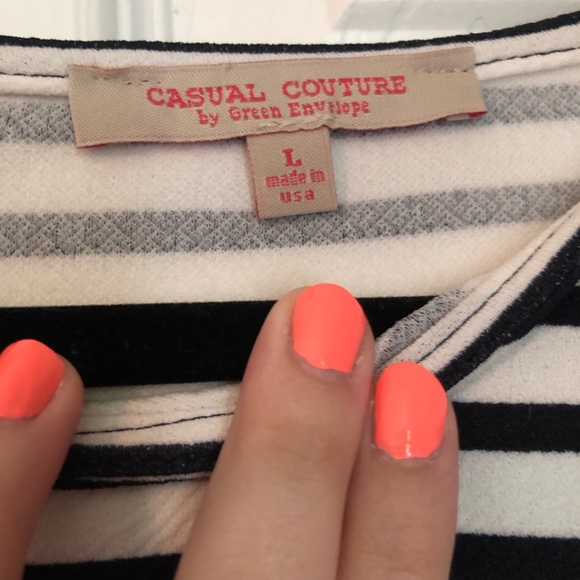 CASUAL COUTURE
by Green Envelope
L
made in
usa